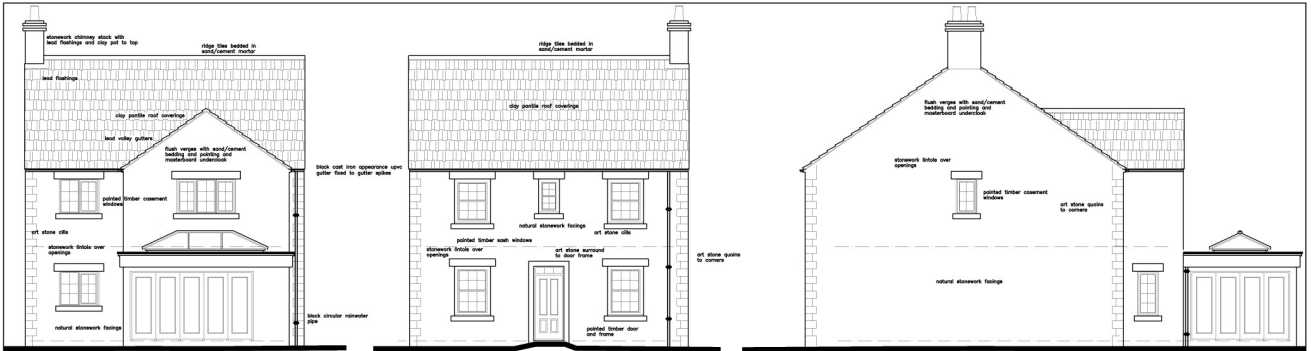 stonework chimney stack with
lead flashings and clay pot to top
ridge tiles bedded in
sand/cement mortar
lead flashings
clay pantile roof coverings
lead valley gutters
flush verges with sand/cement
bedding and pointing and
masterboard undercloak
painted timber casement
windows
art stone cills
stonework lintols over
openings
natural stonework facings
black cast iron appearance upvc
gutter fixed to gutter spikes
black circular rainwater
pipe
ridge tiles bedded in
sand/cement mortar
clay pantile roof coverings
natural stonework facings
art stone cills
painted timber sash windows
stonework lintols over
openings
art stone surround
to door frame
painted timber door
and frame
art stone quoins
to corners
flush verges with sand/cement
bedding and pointing and
masterboard undercloak
stonework lintols over
openings
painted timber casement
windows
art stone quoins
to corners
natural stonework facings